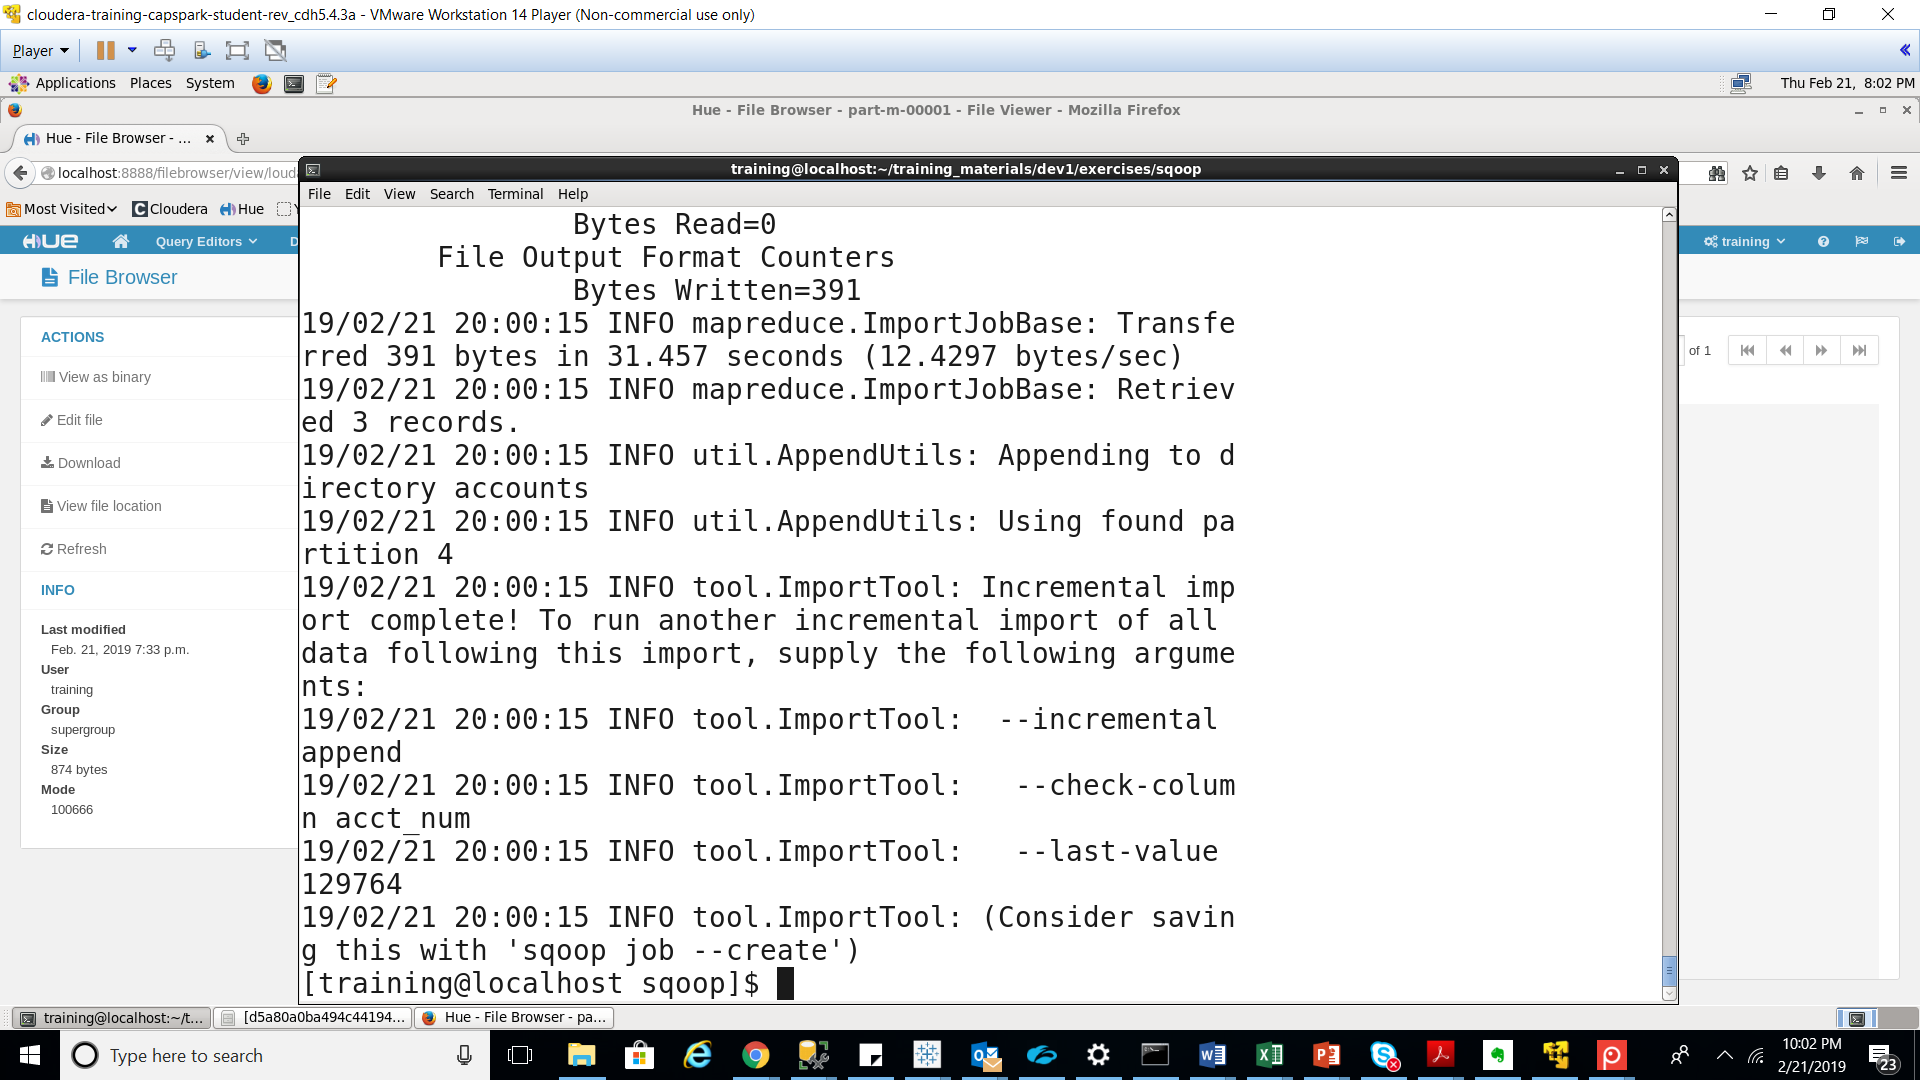 cloudera-training-capspark-student-rev_cdh5.4.3a - VMware Workstation 14 Player (Non-commercial use only)
Player
Applications Places System
Thu Feb 21, 8:02 PM
Hue - File Browser - part-m-00001 - File Viewer - Mozilla Firefox
Hue - File Browser - ...
localhost:8888/filebrowser/view/loud
Most Visited Cloudera Hue
HUE Query Editors training
File Browser
ACTIONS
View as binary
Edit file
Download
View file location
Refresh
INFO
Last modified
Feb. 21, 2019 7:33 p.m.
User
training
Group
supergroup
Size
874 bytes
Mode
100666
of 1
training@localhost:~/training_materials/dev1/exercises/sqoop
File Edit View Search Terminal Help
Bytes Read=0
File Output Format Counters
Bytes Written=391
19/02/21 20:00:15 INFO mapreduce.ImportJobBase: Transfe
rred 391 bytes in 31.457 seconds (12.4297 bytes/sec)
19/02/21 20:00:15 INFO mapreduce.ImportJobBase: Retriev
ed 3 records.
19/02/21 20:00:15 INFO util.AppendUtils: Appending to d
irectory accounts
19/02/21 20:00:15 INFO util.AppendUtils: Using found pa
rtition 4
19/02/21 20:00:15 INFO tool.ImportTool: Incremental imp
ort complete! To run another incremental import of all
data following this import, supply the following argume
nts:
19/02/21 20:00:15 INFO tool.ImportTool:  --incremental
append
19/02/21 20:00:15 INFO tool.ImportTool:   --check-colum
n acct_num
19/02/21 20:00:15 INFO tool.ImportTool:   --last-value
129764
19/02/21 20:00:15 INFO tool.ImportTool: (Consider savin
g this with 'sqoop job --create')
[training@localhost sqoop]$
training@localhost:~/t... [d5a80a0ba494c44194... Hue - File Browser - pa...
Type here to search
10:02 PM
2/21/2019
23